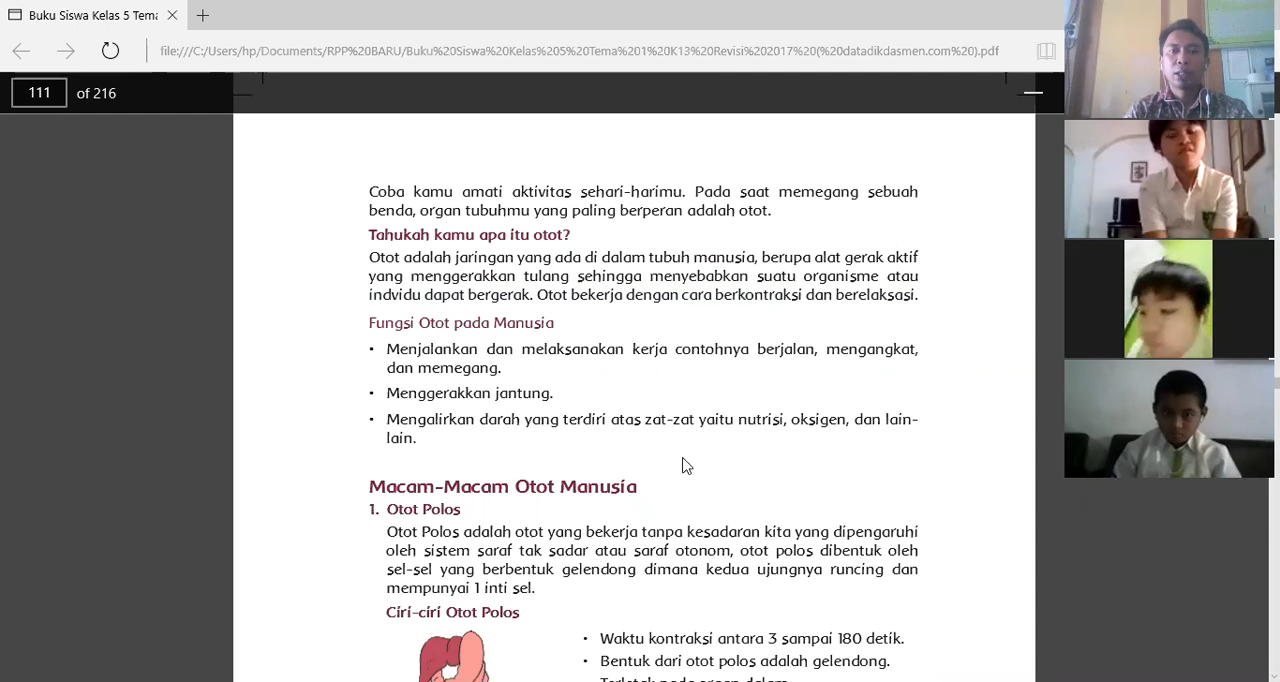 Buku Siswa Kelas 5 Tema
file:///C:/Users/hp/Documents/RPP%20BARU/Buku%20Siswa%20Kelas%205%20Tema%201%20K13%20Revisi%202017%20(%20datadikdasmen.com%20).pdf
111 of 216
Coba kamu amati aktivitas sehari-harimu. Pada saat memegang sebuah
benda, organ tubuhmu yang paling berperan adalah otot.
Tahukah kamu apa itu otot?
Otot adalah jaringan yang ada di dalam tubuh manusia, berupa alat gerak aktif
yang menggerakkan tulang sehingga menyebabkan suatu organisme atau
indvidu dapat bergerak. Otot bekerja dengan cara berkontraksi dan berelaksasi.
Fungsi Otot pada Manusia
• Menjalankan dan melaksanakan kerja contohnya berjalan, mengangkat,
dan memegang.
• Menggerakkan jantung.
• Mengalirkan darah yang terdiri atas zat-zat yaitu nutrisi, oksigen, dan lain-
lain.
Macam-Macam Otot Manusia
1. Otot Polos
Otot Polos adalah otot yang bekerja tanpa kesadaran kita yang dipengaruhi
oleh sistem saraf tak sadar atau saraf otonom, otot polos dibentuk oleh
sel-sel yang berbentuk gelendong dimana kedua ujungnya runcing dan
mempunyai 1 inti sel.
Ciri-ciri Otot Polos
• Waktu kontraksi antara 3 sampai 180 detik.
• Bentuk dari otot polos adalah gelendong.